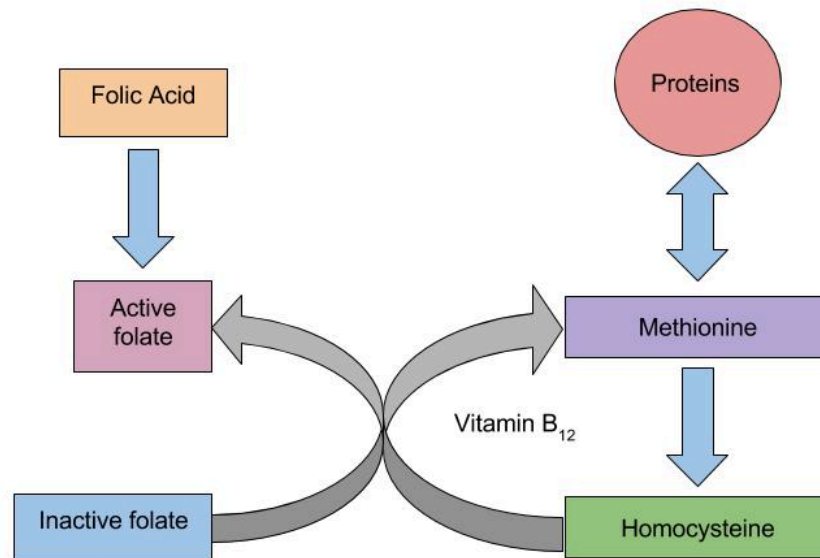 Folic Acid
Proteins
Active
folate
Methionine
Vitamin B₁₂
Inactive folate
Homocysteine